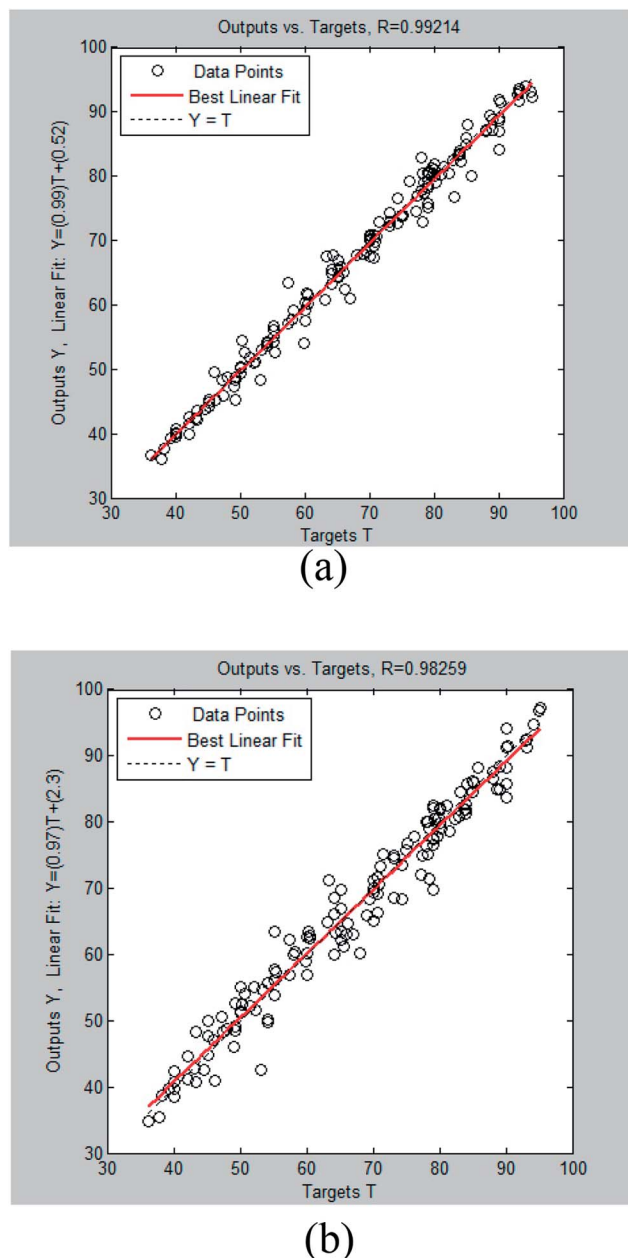 Outputs vs. Targets, R=0.99214
Outputs Y, Linear Fit: Y=(0.99)T+(0.52)
100
90
80
70
60
50
40
30
Data Points
Best Linear Fit
Y = T
30 40 50 60 70 80 90 100
Targets T
(a)
Outputs vs. Targets, R=0.98259
Outputs Y, Linear Fit: Y=(0.97)T+(2.3)
100
90
80
70
60
50
40
30
Data Points
Best Linear Fit
Y = T
30 40 50 60 70 80 90 100
Targets T
(b)